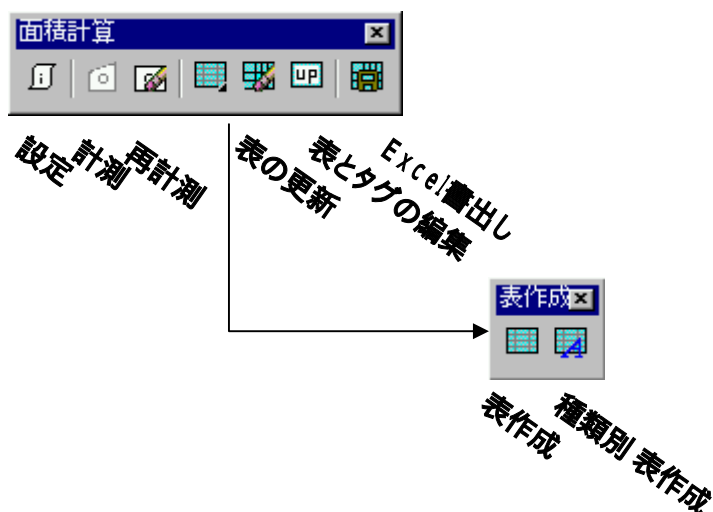 面積計算
UP
設定
計測
再計測
表の更新
表とタグの編集
Excel書出し
表作成
A
表作成
種類別 表作成